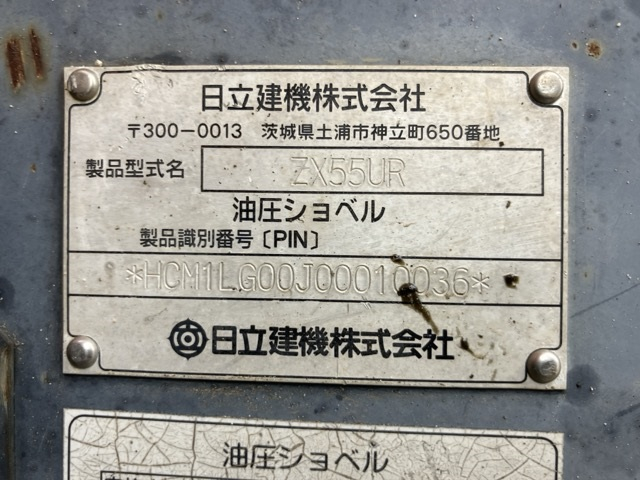 日立建機株式会社
〒300-0013 茨城県土浦市神立町650番地
製品型式名 ZX55UR
油圧ショベル
製品識別番号〔PIN〕
*HCM1LG00J00010036*
日立建機株式会社
油圧ショベル